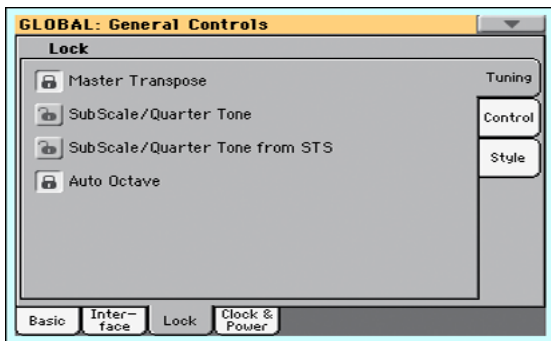 GLOBAL: General Controls
Lock
Master Transpose
SubScale/Quarter Tone
SubScale/Quarter Tone from STS
Auto Octave
Tuning
Control
Style
Basic
Inter-
face
Lock
Clock &
Power